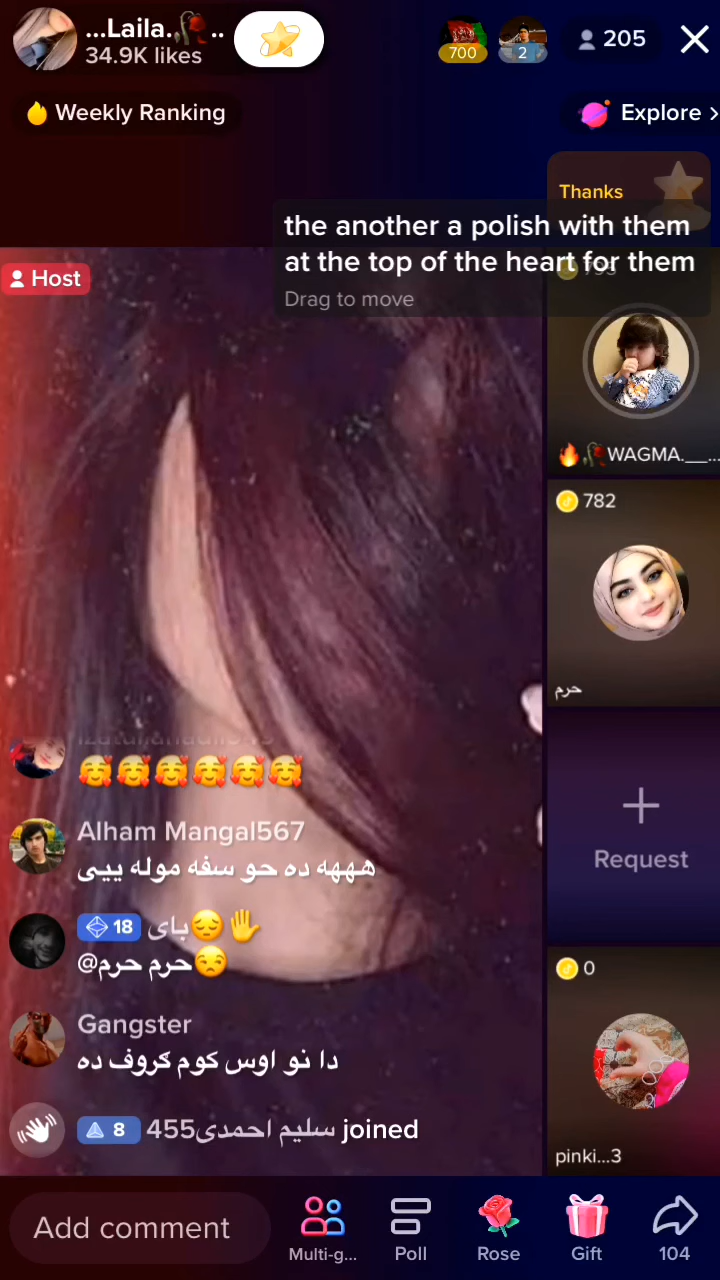 ...Laila.🥀..
34.9K likes
700
2
205
Weekly Ranking
Explore
Thanks
the another a polish with them
at the top of the heart for them
Drag to move
Host
🔥🥀WAGMA.__...
782
حرم
Request
🥰🥰🥰🥰🥰🥰
Alham Mangal567
هههه ده حو سفه موله ییی
18 بای😔🖐️
@حرم حرم😒
Gangster
دا نو اوس کوم ګروف ده
8 سلیم احمدی455 joined
0
pinki...3
Add comment
Multi-g...
Poll
Rose
Gift
104